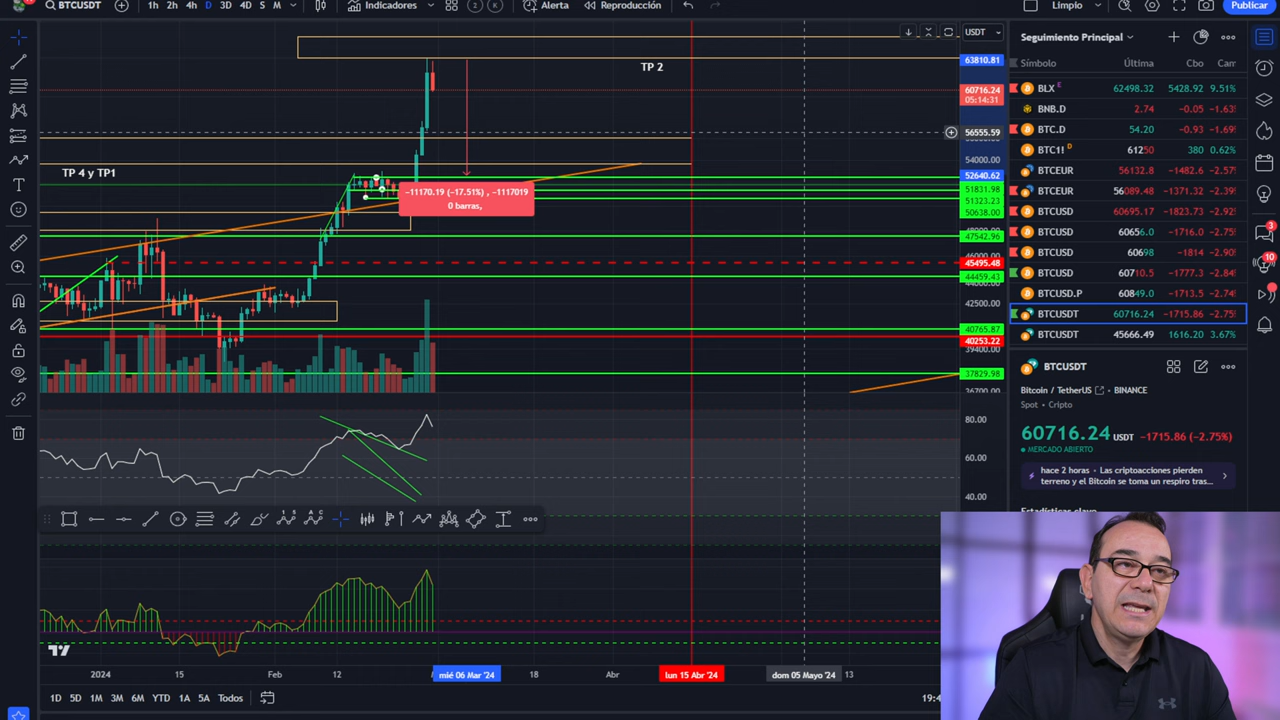 BTCUSDT
1h 2h 4h D 3D 4D S M
Indicadores
2
K
Alerta
Reproducción
Limpio
Publicar
USDT
TP 2
TP 4 y TP1
−11170.19 (−17.51%) , −1117019
0 barras,
63810.81
60716.24
05:14:31
56555.59
54000.00
52640.62
51831.98
51323.23
50638.00
47542.96
45495.48
44459.43
42500.00
40765.87
40253.22
39400.00
37829.98
80.00
60.00
40.00
2024
15
Feb
12
mié 06 Mar '24
18
Abr
lun 15 Abr '24
dom 05 Mayo '24
13
1D 5D 1M 3M 6M YTD 1A 5A Todos
19:4
Seguimiento Principal
Símbolo Última Cbo
BLX E 62498.32 5428.92 9.51%
BNB.D 2.74 −0.05 −1.63
BTC.D 54.20 −0.93 −1.69
BTC1! D 61250 380 0.62%
BTCEUR 56132.8 −1482.6 −2.57
BTCEUR 56089.48 −1371.32 −2.39
BTCUSD 60695.17 −1823.73 −2.92
BTCUSD 60656.0 −1716.0 −2.75
BTCUSD 60698 −1814 −2.90
BTCUSD 60710.5 −1777.3 −2.84
BTCUSD.P 60849.0 −1713.5 −2.74
BTCUSDT 60716.24 −1715.86 −2.75
BTCUSDT 45666.49 1616.20 3.67%
BTCUSDT
Bitcoin / TetherUS • BINANCE
Spot • Cripto
60716.24 USDT −1715.86 (−2.75%)
MERCADO ABIERTO
hace 2 horas • Las criptoacciones pierden
terreno y el Bitcoin se toma un respiro tras...
3
10